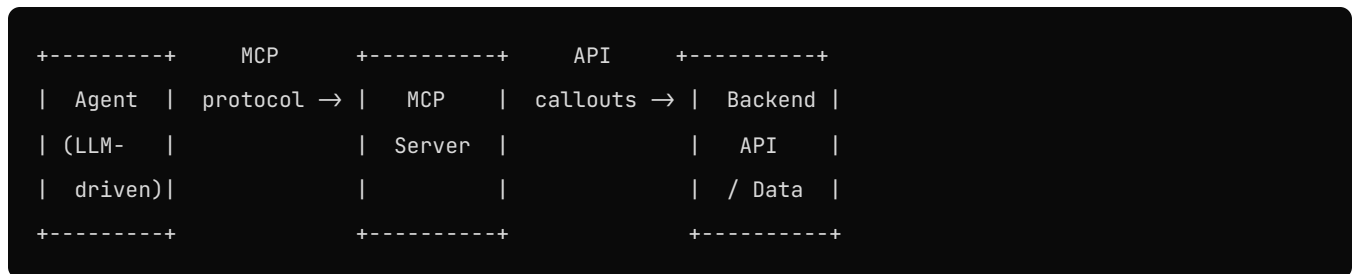 +---------+     MCP      +----------+     API     +----------+
|  Agent  |  protocol → |   MCP    |  callouts → |  Backend |
| (LLM-   |              |  Server  |              |   API    |
|  driven)|              |          |              |  / Data  |
+---------+              +----------+              +----------+